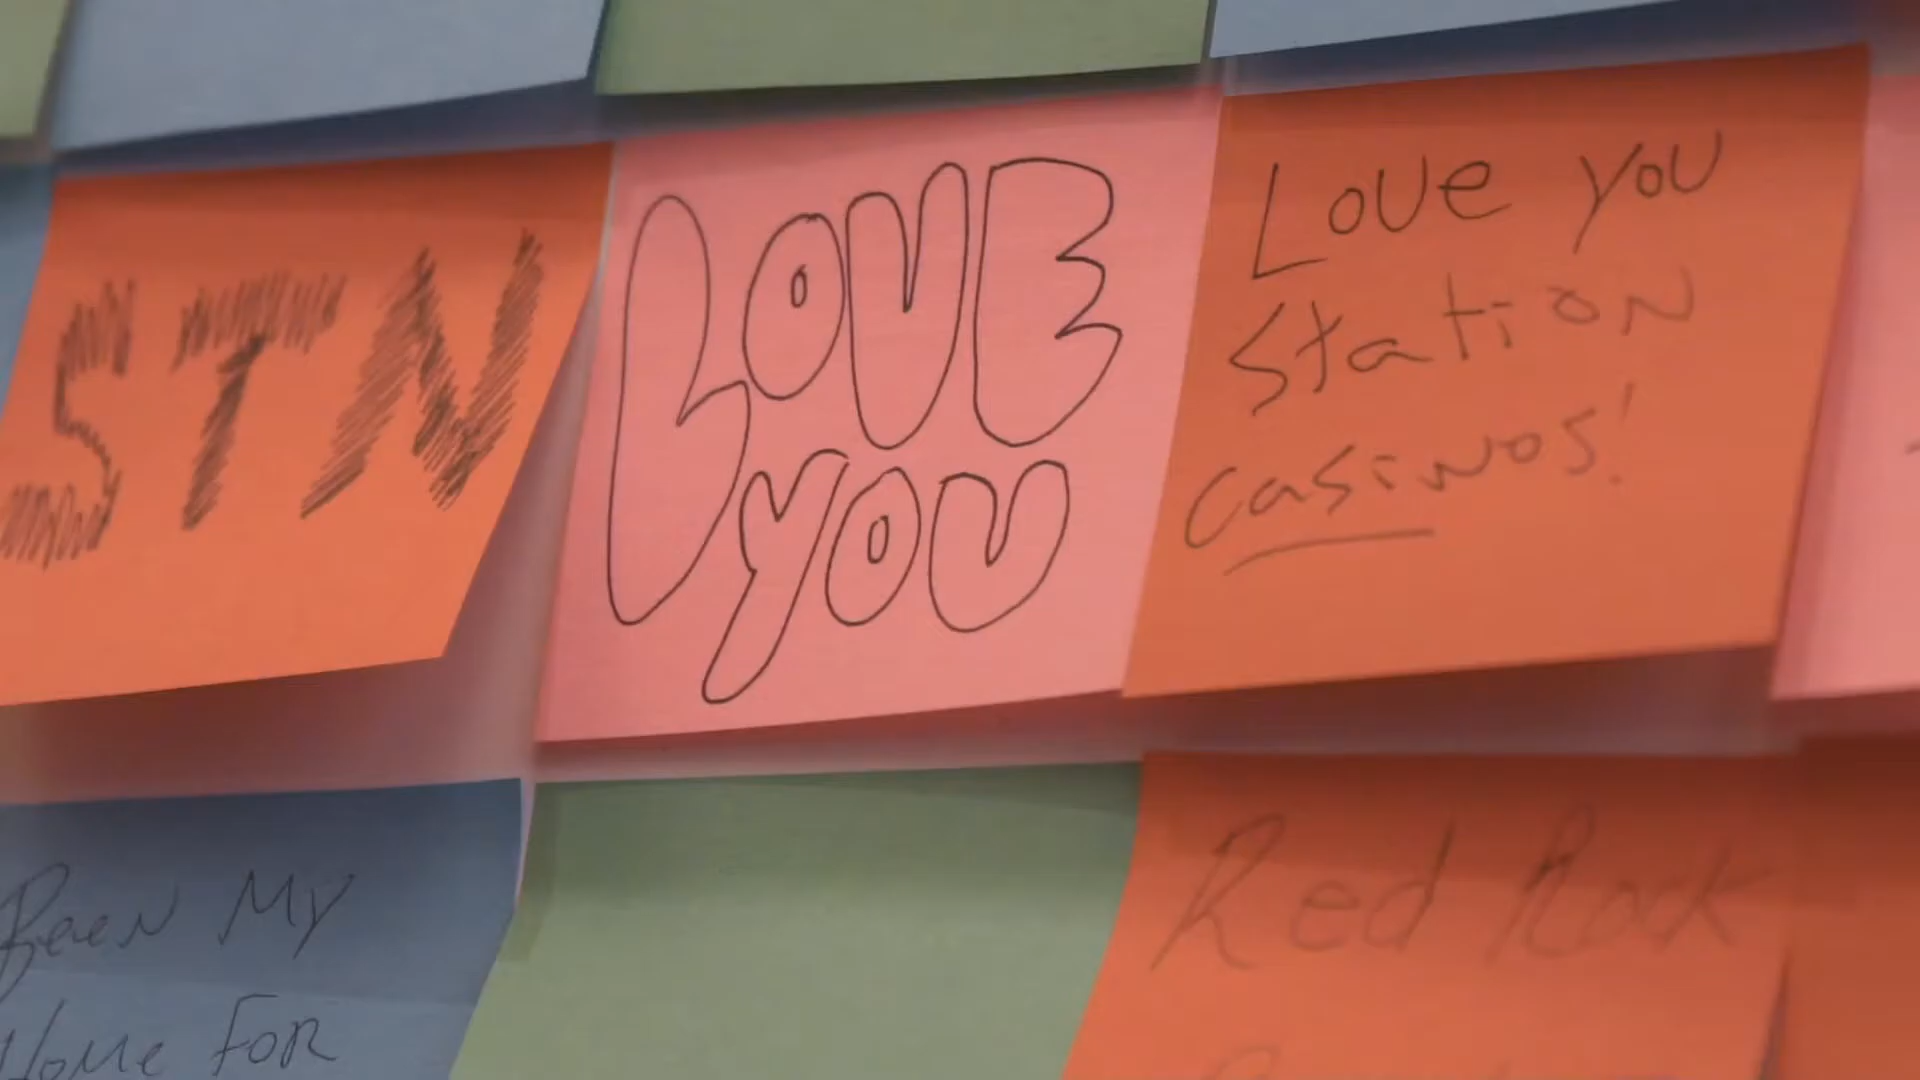 STN
LOVE
YOU
Love you
Station
casinos!
Been My
Home For
Red Rock